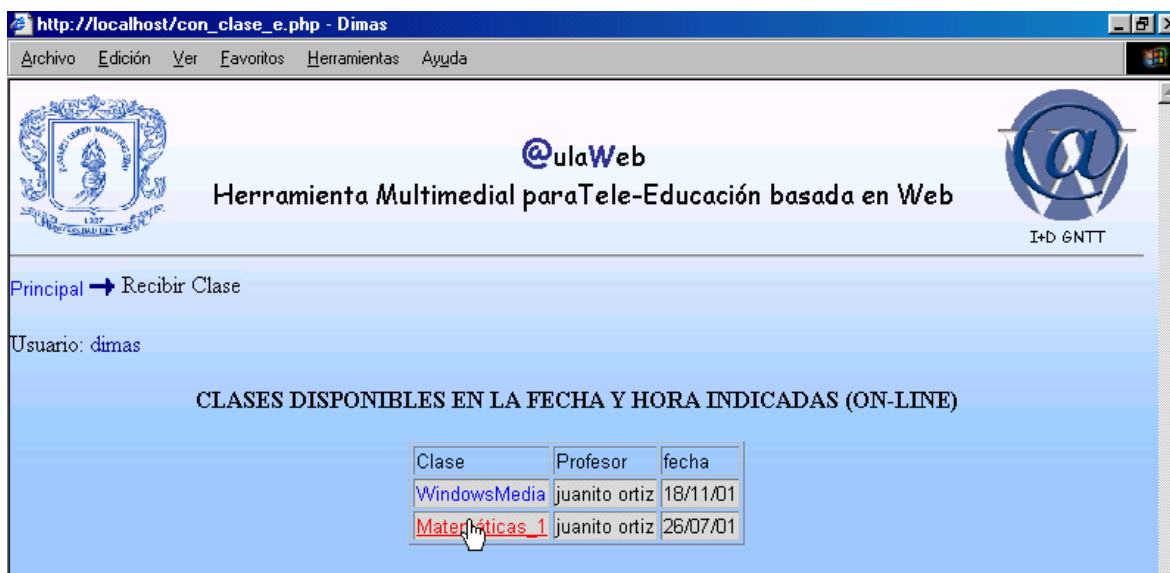 http://localhost/con_clase_e.php - Dimas
Archivo Edición Ver Favoritos Herramientas Ayuda
@ulaWeb
Herramienta Multimedial paraTele-Educación basada en Web
I+D GNTT
Principal Recibir Clase
Usuario: dimas
CLASES DISPONIBLES EN LA FECHA Y HORA INDICADAS (ON-LINE)
Clase Profesor fecha
WindowsMedia juanito ortiz 18/11/01
Matemáticas_1 juanito ortiz 26/07/01